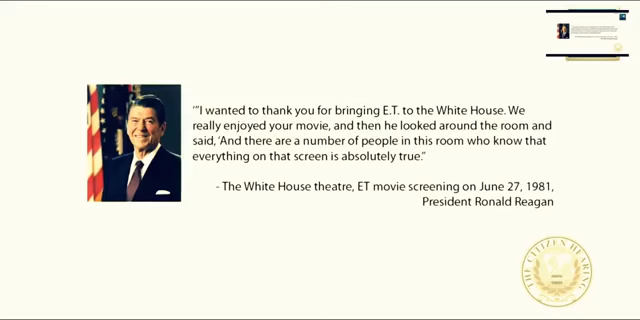 ‘”I wanted to thank you for bringing E.T. to the White House. We
really enjoyed your movie, and then he looked around the room and
said, ‘And there are a number of people in this room who know that
everything on that screen is absolutely true.”
- The White House theatre, ET movie screening on June 27, 1981,
President Ronald Reagan
THE CITIZEN HEARING